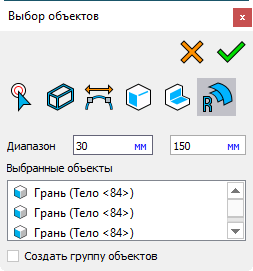 Выбор объектов
x
R
Диапазон 30 мм 150 мм
Выбранные объекты
Грань (Тело <84>)
Грань (Тело <84>)
Грань (Тело <84>)
Создать группу объектов